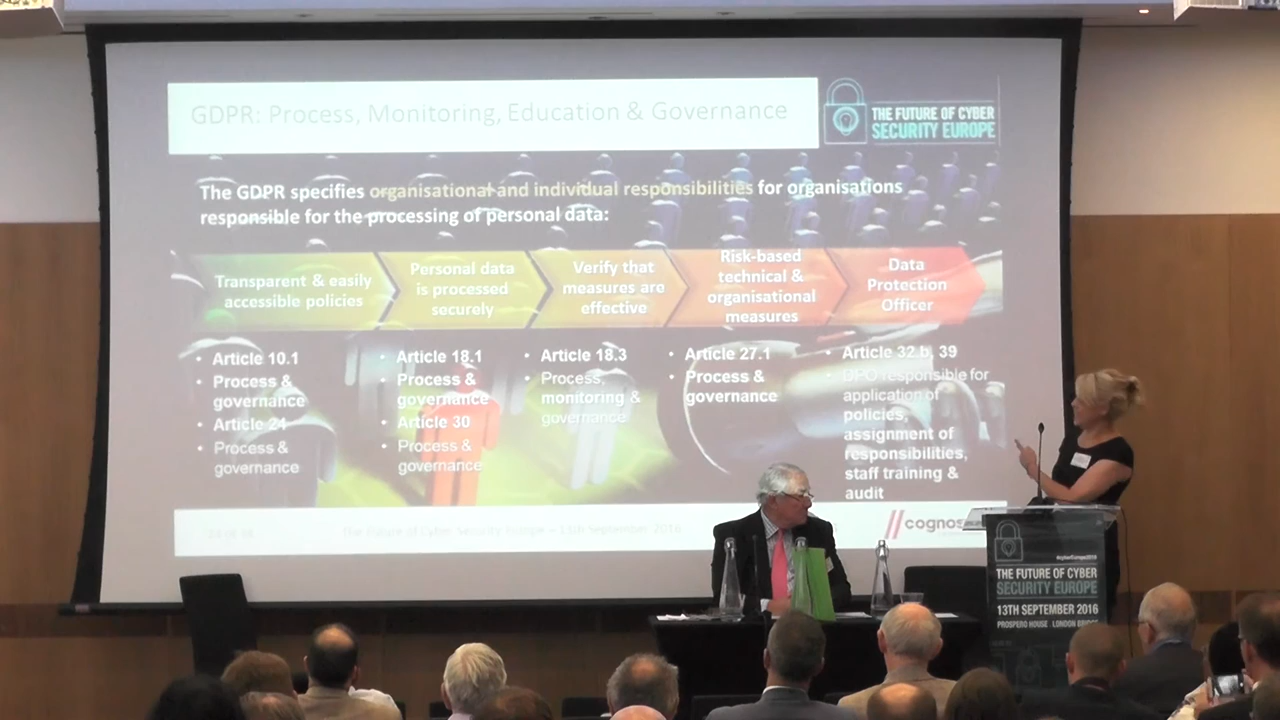 GDPR: Process, Monitoring, Education & Governance
THE FUTURE OF CYBER
SECURITY EUROPE
The GDPR specifies organisational and individual responsibilities for organisations
responsible for the processing of personal data:
Transparent & easily
accessible policies
Personal data
is processed
securely
Verify that
measures are
effective
Risk-based
technical &
organisational
measures
Data
Protection
Officer
• Article 10.1
• Process &
governance
• Article 24
• Process &
governance
• Article 18.1
• Process &
governance
• Article 30
• Process &
governance
• Article 18.3
• Process,
monitoring &
governance
• Article 27.1
• Process &
governance
• Article 32.b, 39
• DPO responsible for
application of
policies,
assignment of
responsibilities,
staff training &
audit
The Future of Cyber Security Europe – 13th September 2016
cognos
#cyberEurope2016
THE FUTURE OF CYBER
SECURITY EUROPE
13TH SEPTEMBER 2016
PROSPERO HOUSE . LONDON BRIDGE